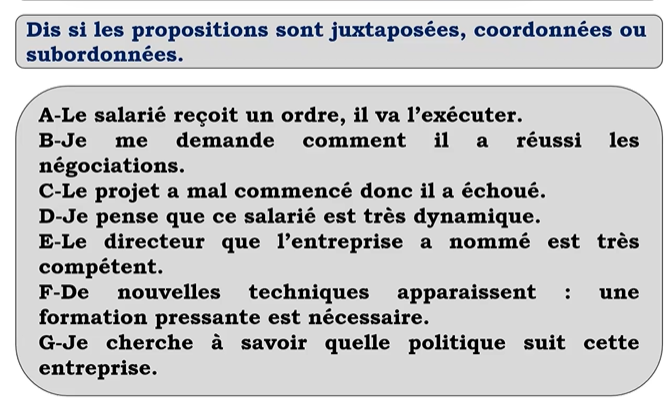 Dis si les propositions sont juxtaposées, coordonnées ou
subordonnées.
A-Le salarié reçoit un ordre, il va l’exécuter.
B-Je me demande comment il a réussi les
négociations.
C-Le projet a mal commencé donc il a échoué.
D-Je pense que ce salarié est très dynamique.
E-Le directeur que l’entreprise a nommé est très
compétent.
F-De nouvelles techniques apparaissent : une
formation pressante est nécessaire.
G-Je cherche à savoir quelle politique suit cette
entreprise.